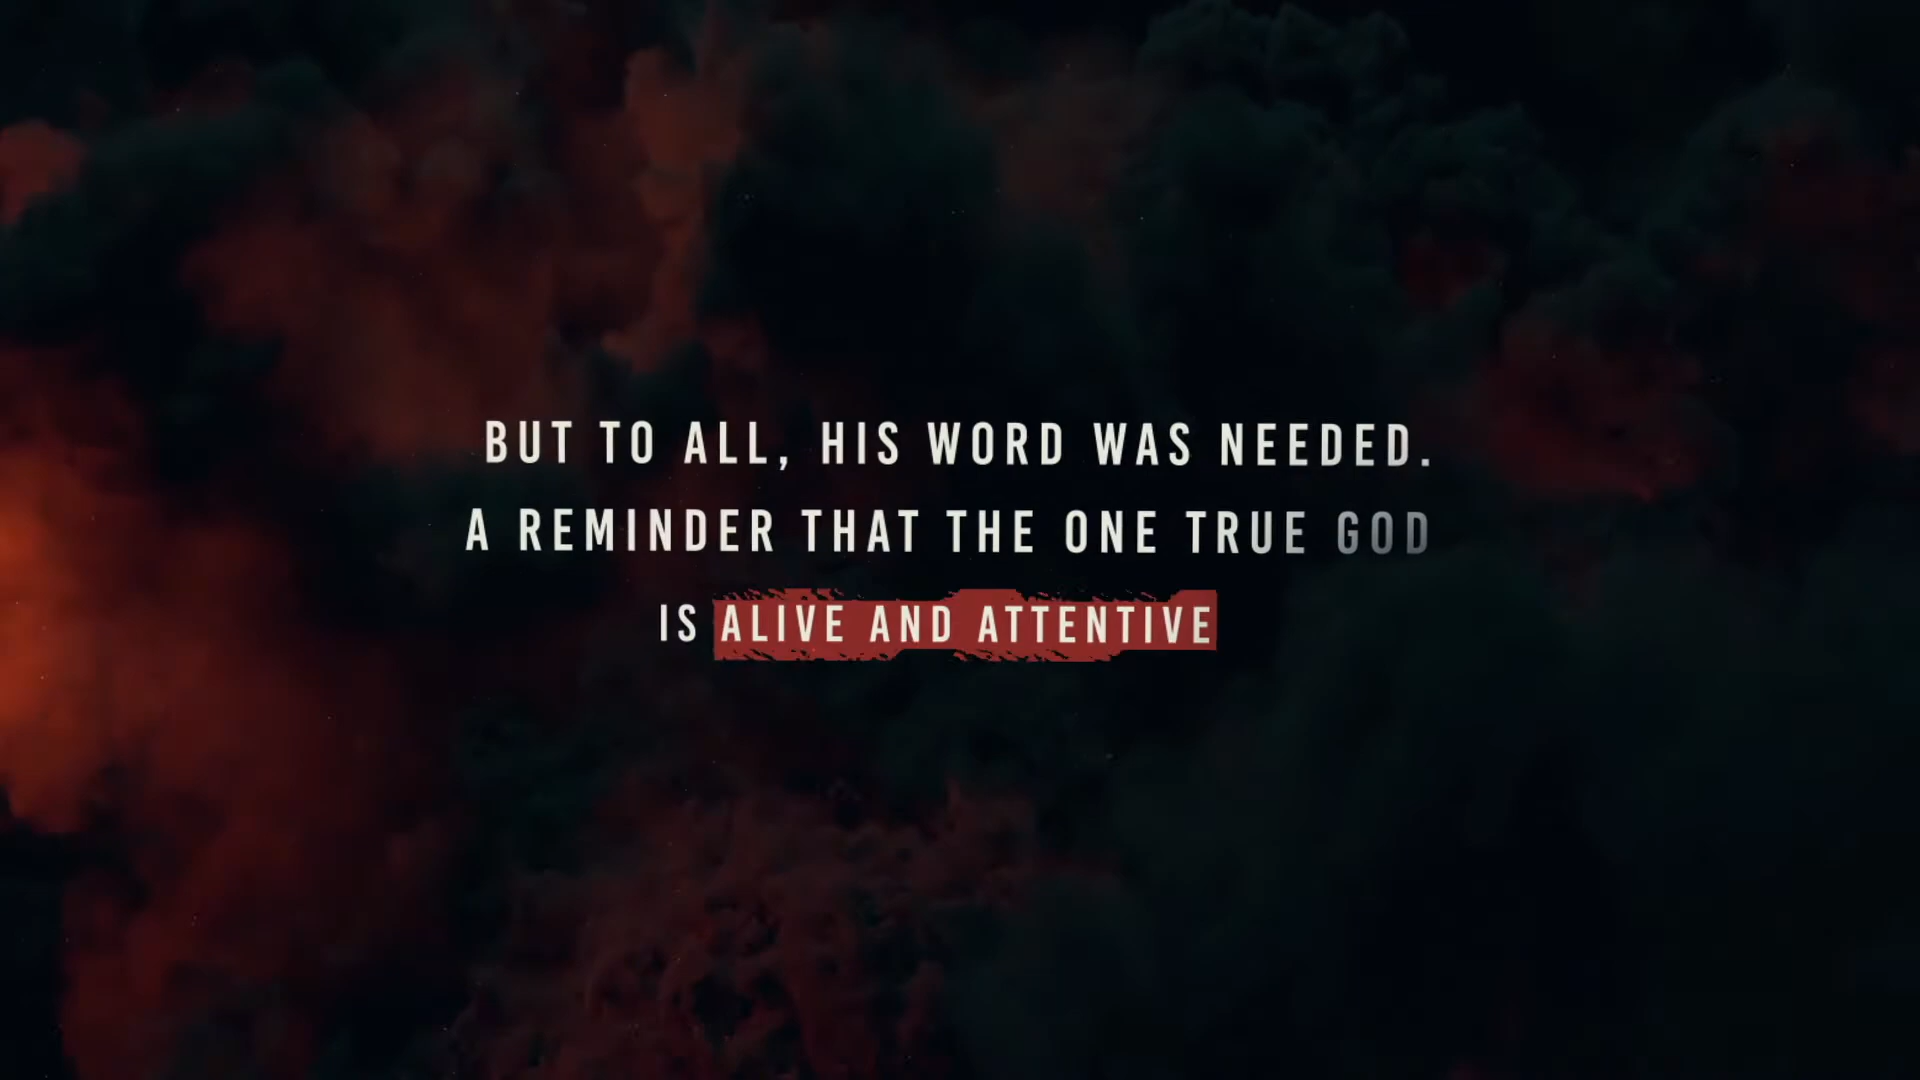 BUT TO ALL, HIS WORD WAS NEEDED.
A REMINDER THAT THE ONE TRUE GOD
IS ALIVE AND ATTENTIVE